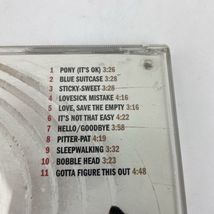 1 PONY (IT'S OK) 3:26
2 BLUE SUITCASE 3:28
3 STICKY-SWEET 3:28
4 LOVESICK MISTAKE 4:16
5 LOVE, SAVE THE EMPTY 3:16
6 IT'S NOT THAT EASY 4:22
7 HELLO/GOODBYE 3:58
8 PITTER-PAT 4:19
9 SLEEPWALKING 3:32
10 BOBBLE HEAD 3:23
11 GOTTA FIGURE THIS OUT 4:48